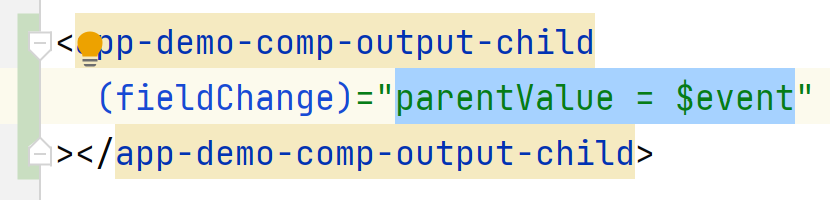 <app-demo-comp-output-child
(fieldChange)="parentValue = $event"
></app-demo-comp-output-child>